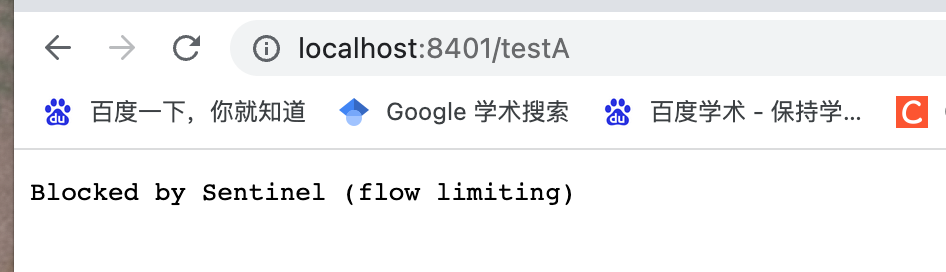 localhost:8401/testA
百度一下，你就知道 Google 学术搜索 百度学术 - 保持学...
Blocked by Sentinel (flow limiting)